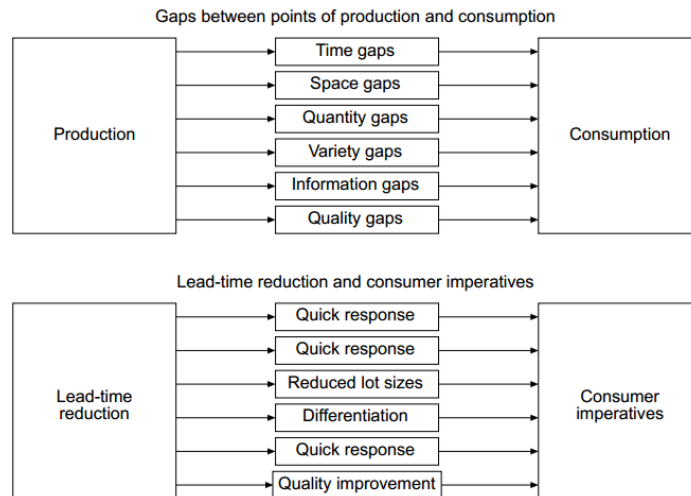 Gaps between points of production and consumption
Production
Time gaps
Space gaps
Quantity gaps
Variety gaps
Information gaps
Quality gaps
Consumption
Lead-time reduction and consumer imperatives
Lead-time
reduction
Quick response
Quick response
Reduced lot sizes
Differentiation
Quick response
Quality improvement
Consumer
imperatives